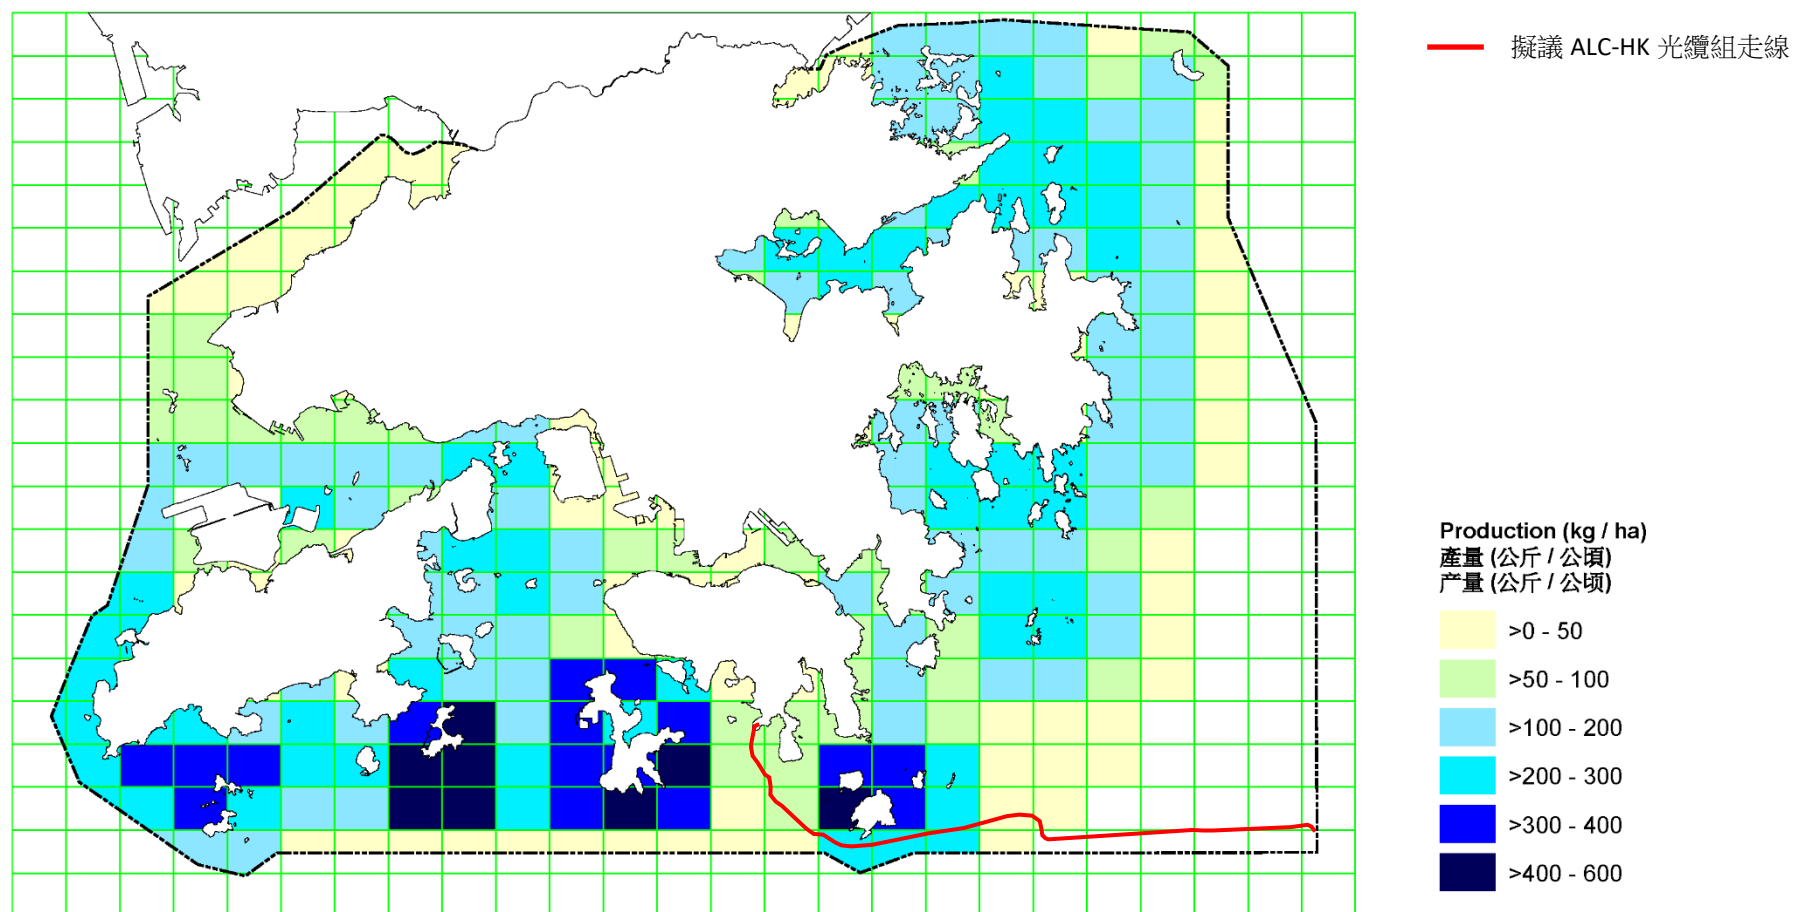 擬議 ALC-HK 光纜組走線
Production (kg / ha)
產量 (公斤 / 公頃)
产量 (公斤 / 公顷)
>0 - 50
>50 - 100
>100 - 200
>200 - 300
>300 - 400
>400 - 600